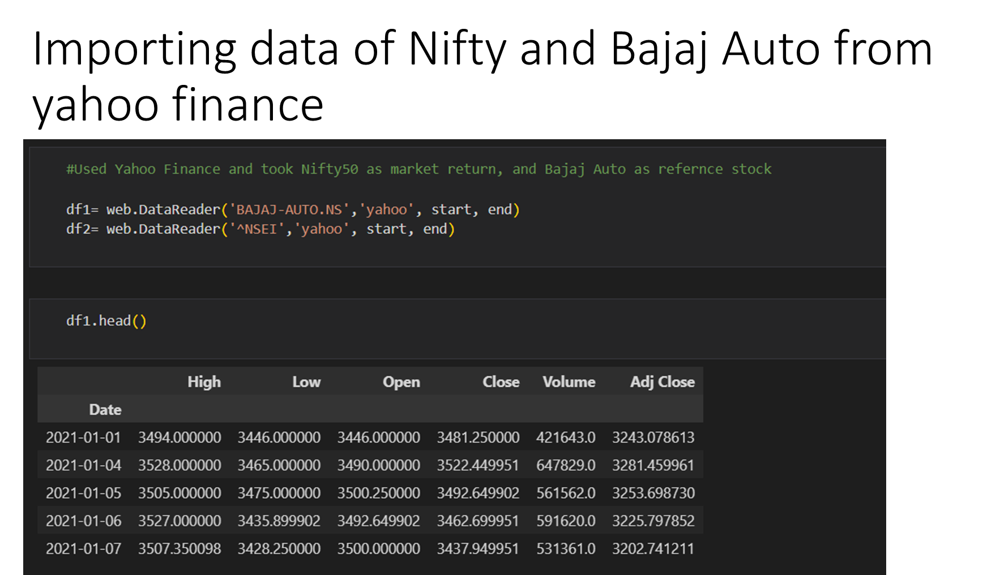 Importing data of Nifty and Bajaj Auto from
yahoo finance
#Used Yahoo Finance and took Nifty50 as market return, and Bajaj Auto as refernce stock
df1= web.DataReader('BAJAJ-AUTO.NS','yahoo', start, end)
df2= web.DataReader('^NSEI','yahoo', start, end)
df1.head()
High Low Open Close Volume Adj Close
Date
2021-01-01 3494.000000 3446.000000 3446.000000 3481.250000 421643.0 3243.078613
2021-01-04 3528.000000 3465.000000 3490.000000 3522.449951 647829.0 3281.459961
2021-01-05 3505.000000 3475.000000 3500.250000 3492.649902 561562.0 3253.698730
2021-01-06 3527.000000 3435.899902 3492.649902 3462.699951 591620.0 3225.797852
2021-01-07 3507.350098 3428.250000 3500.000000 3437.949951 531361.0 3202.741211